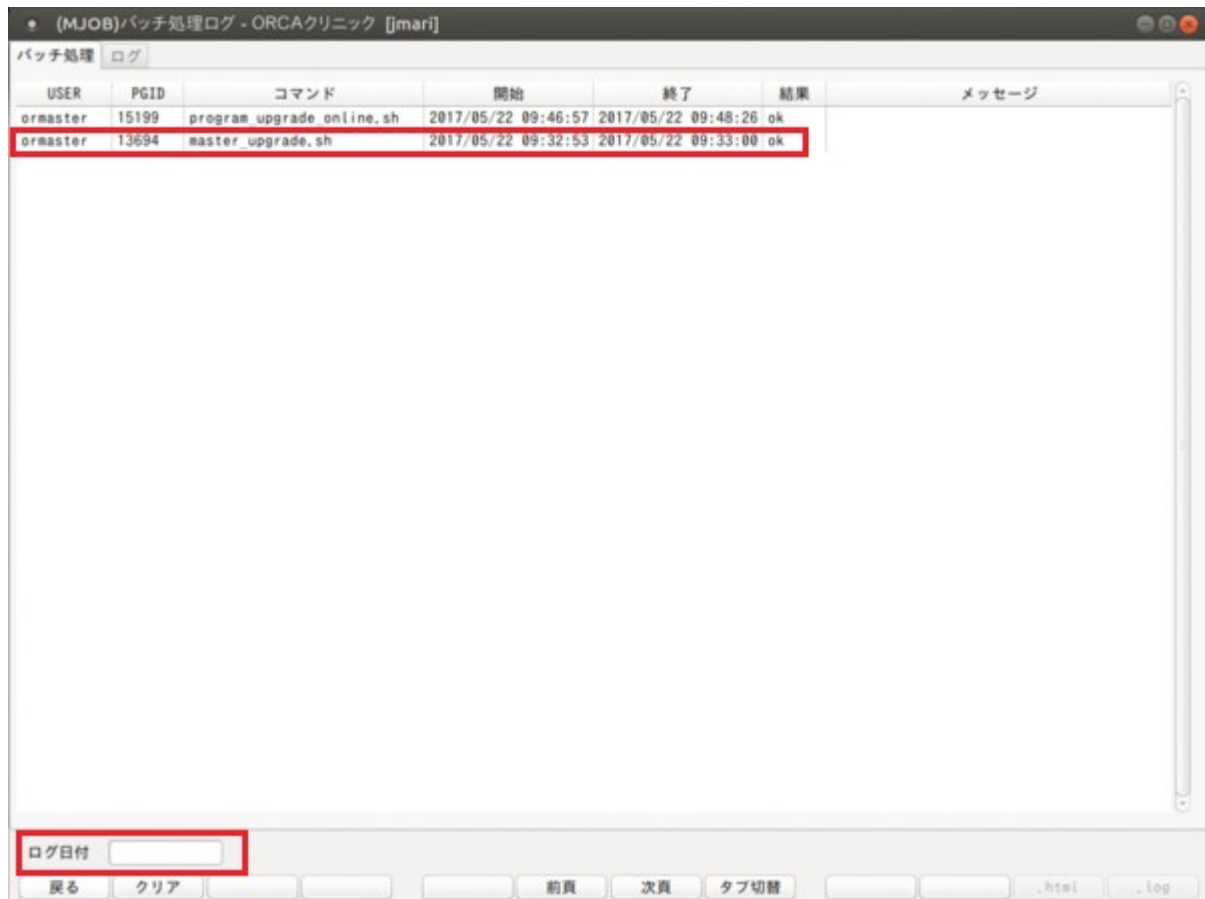 (MJOB)バッチ処理ログ - ORCAクリニック [jmari]
バッチ処理 ログ
USER PGID コマンド 開始 終了 結果 メッセージ
ormaster 15199 program_upgrade_online.sh 2017/05/22 09:46:57 2017/05/22 09:48:26 ok
ormaster 13694 master_upgrade.sh 2017/05/22 09:32:53 2017/05/22 09:33:00 ok
ログ日付
戻る クリア 前頁 次頁 タブ切替 .html .log